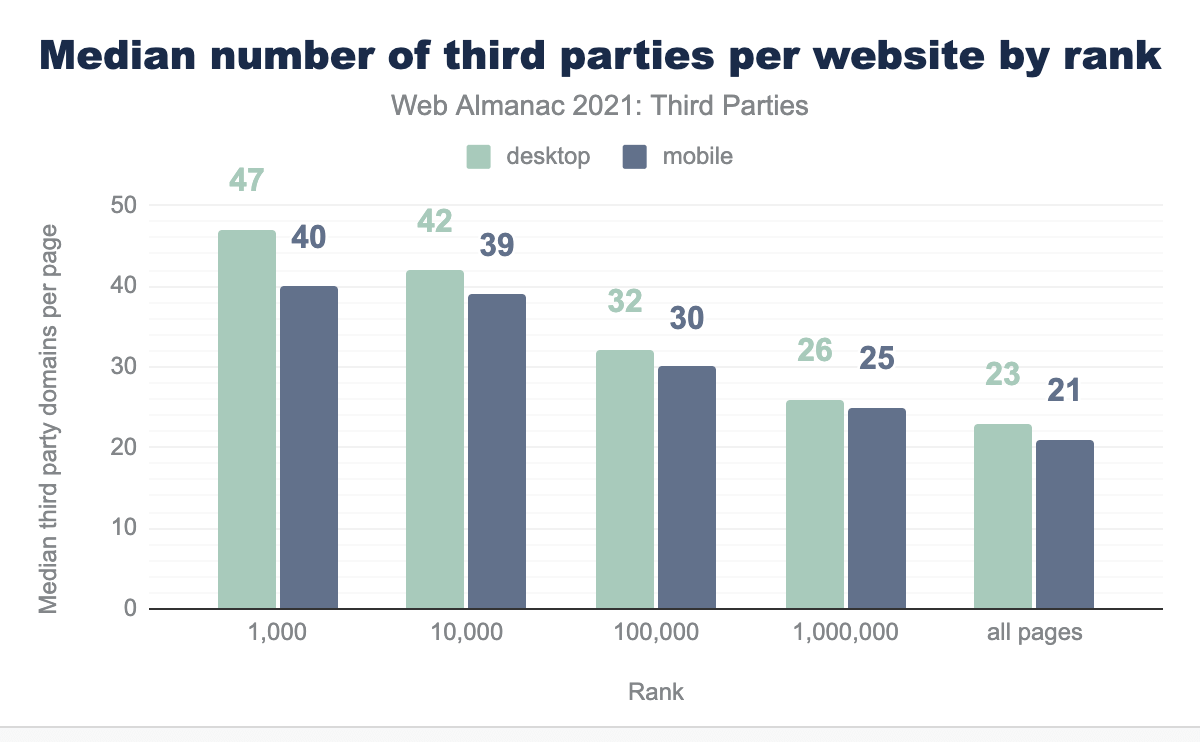 Median number of third parties per website by rank
Web Almanac 2021: Third Parties
desktop mobile
47 40 42 39 32 30 26 25 23 21
Median third party domains per page
50
40
30
20
10
0
1,000 10,000 100,000 1,000,000 all pages
Rank